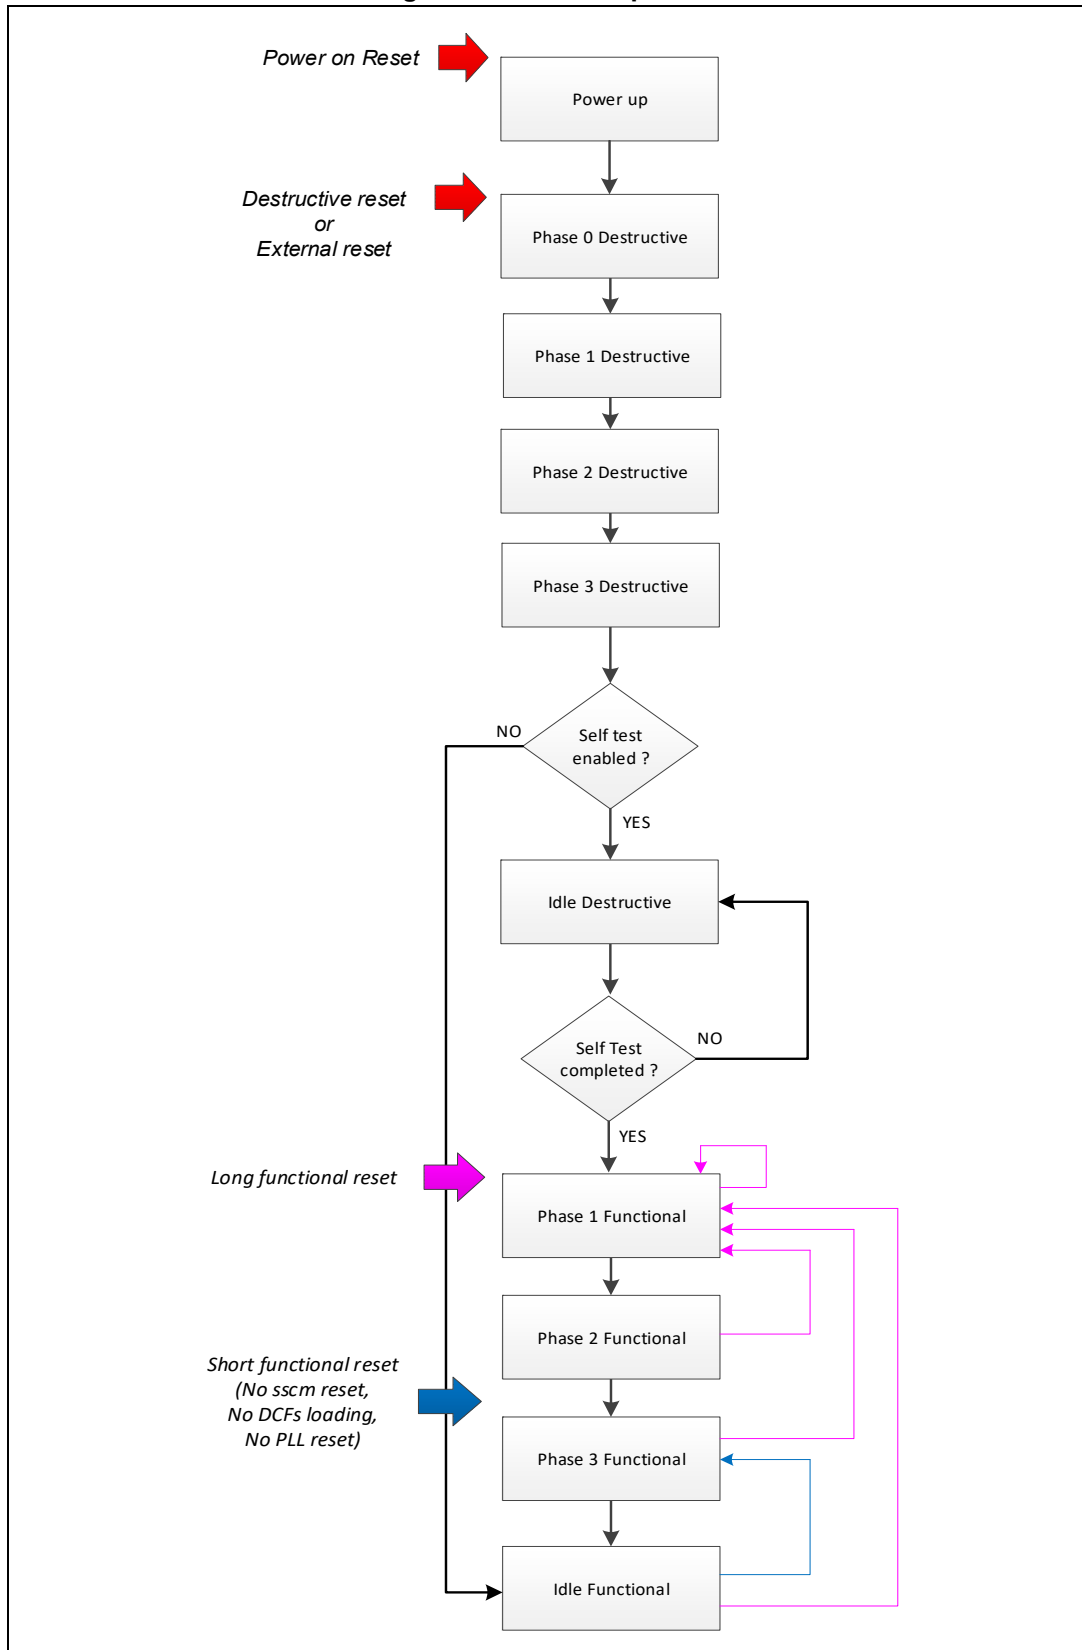 Power on Reset
Power up
Destructive reset
or
External reset
Phase 0 Destructive
Phase 1 Destructive
Phase 2 Destructive
Phase 3 Destructive
NO
Self test
enabled ?
YES
Idle Destructive
Self Test
completed ?
NO
YES
Long functional reset
Phase 1 Functional
Phase 2 Functional
Short functional reset
(No sscm reset,
No DCFs loading,
No PLL reset)
Phase 3 Functional
Idle Functional